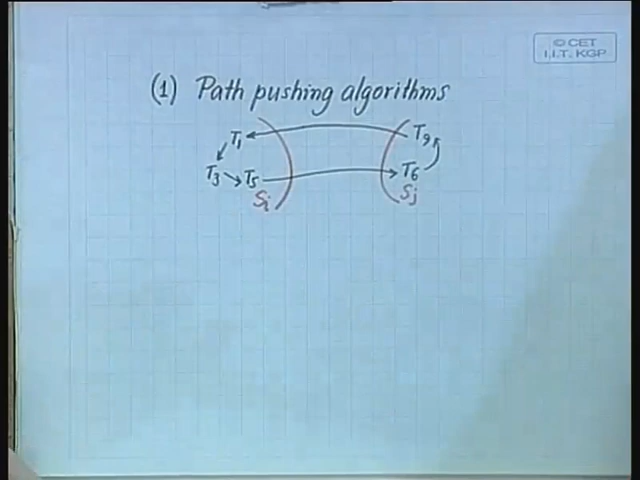 © CET
I.I.T. KGP
(1) Path pushing algorithms
T1 T9
T3 T5 T6
Si Sj